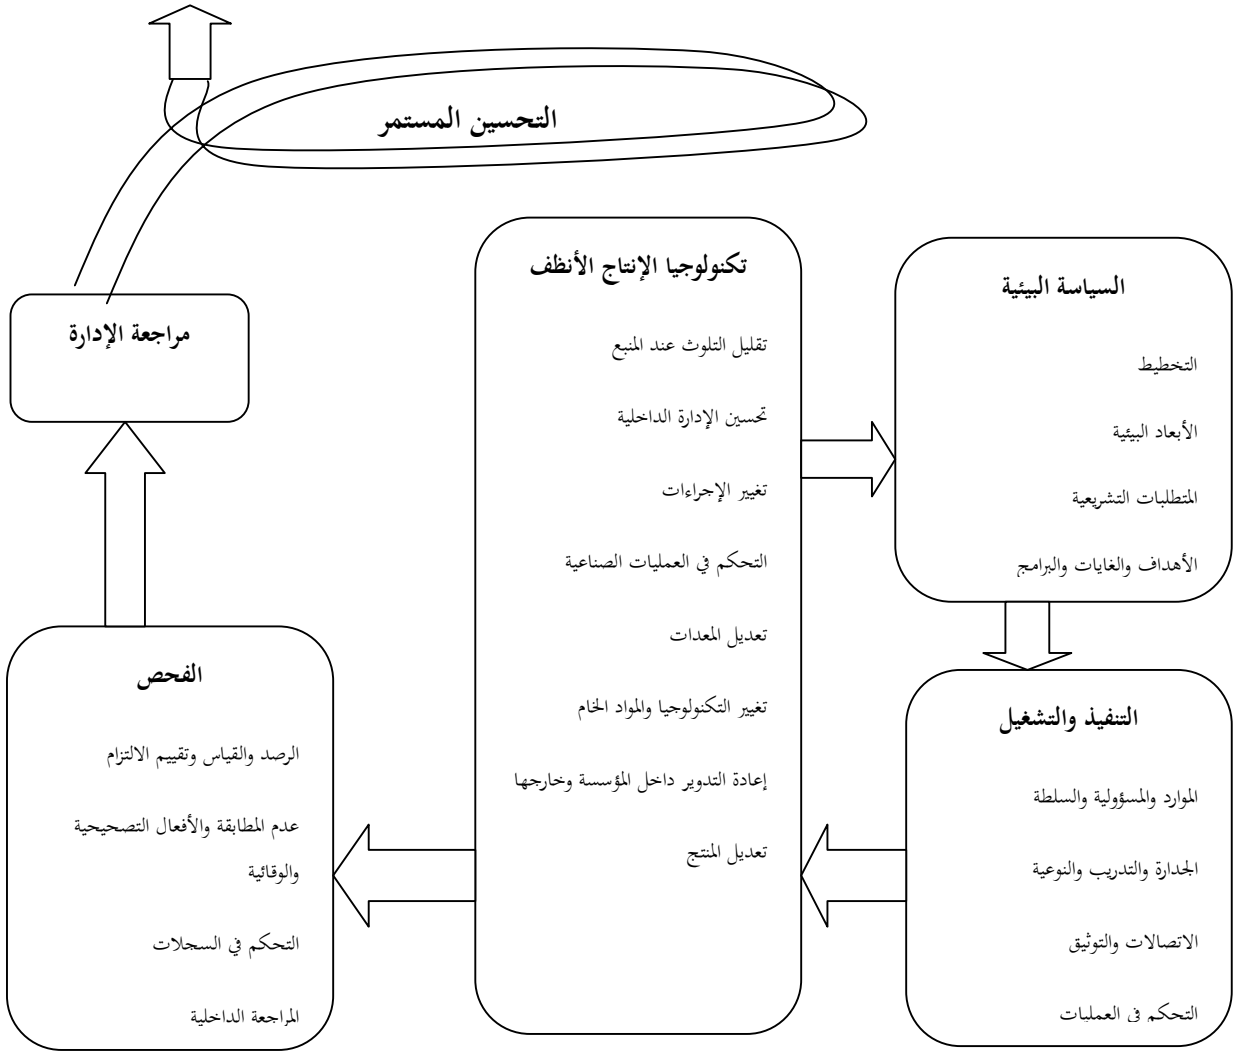 التحسين المستمر
السياسة البيئية
التخطيط
الأبعاد البيئية
المتطلبات التشريعية
الأهداف والغايات والبرامج
تكنولوجيا الإنتاج الأنظف
تقليل التلوث عند المنبع
تحسين الإدارة الداخلية
تغيير الإجراءات
التحكم في العمليات الصناعية
تعديل المعدات
تغيير التكنولوجيا والمواد الخام
إعادة التدوير داخل المؤسسة وخارجها
تعديل المنتج
مراجعة الإدارة
التنفيذ والتشغيل
الموارد والمسؤولية والسلطة
الجدارة والتدريب والنوعية
الاتصالات والتوثيق
التحكم في العمليات
الفحص
الرصد والقياس وتقييم الالتزام
عدم المطابقة والأفعال التصحيحية
والوقائية
التحكم في السجلات
المراجعة الداخلية